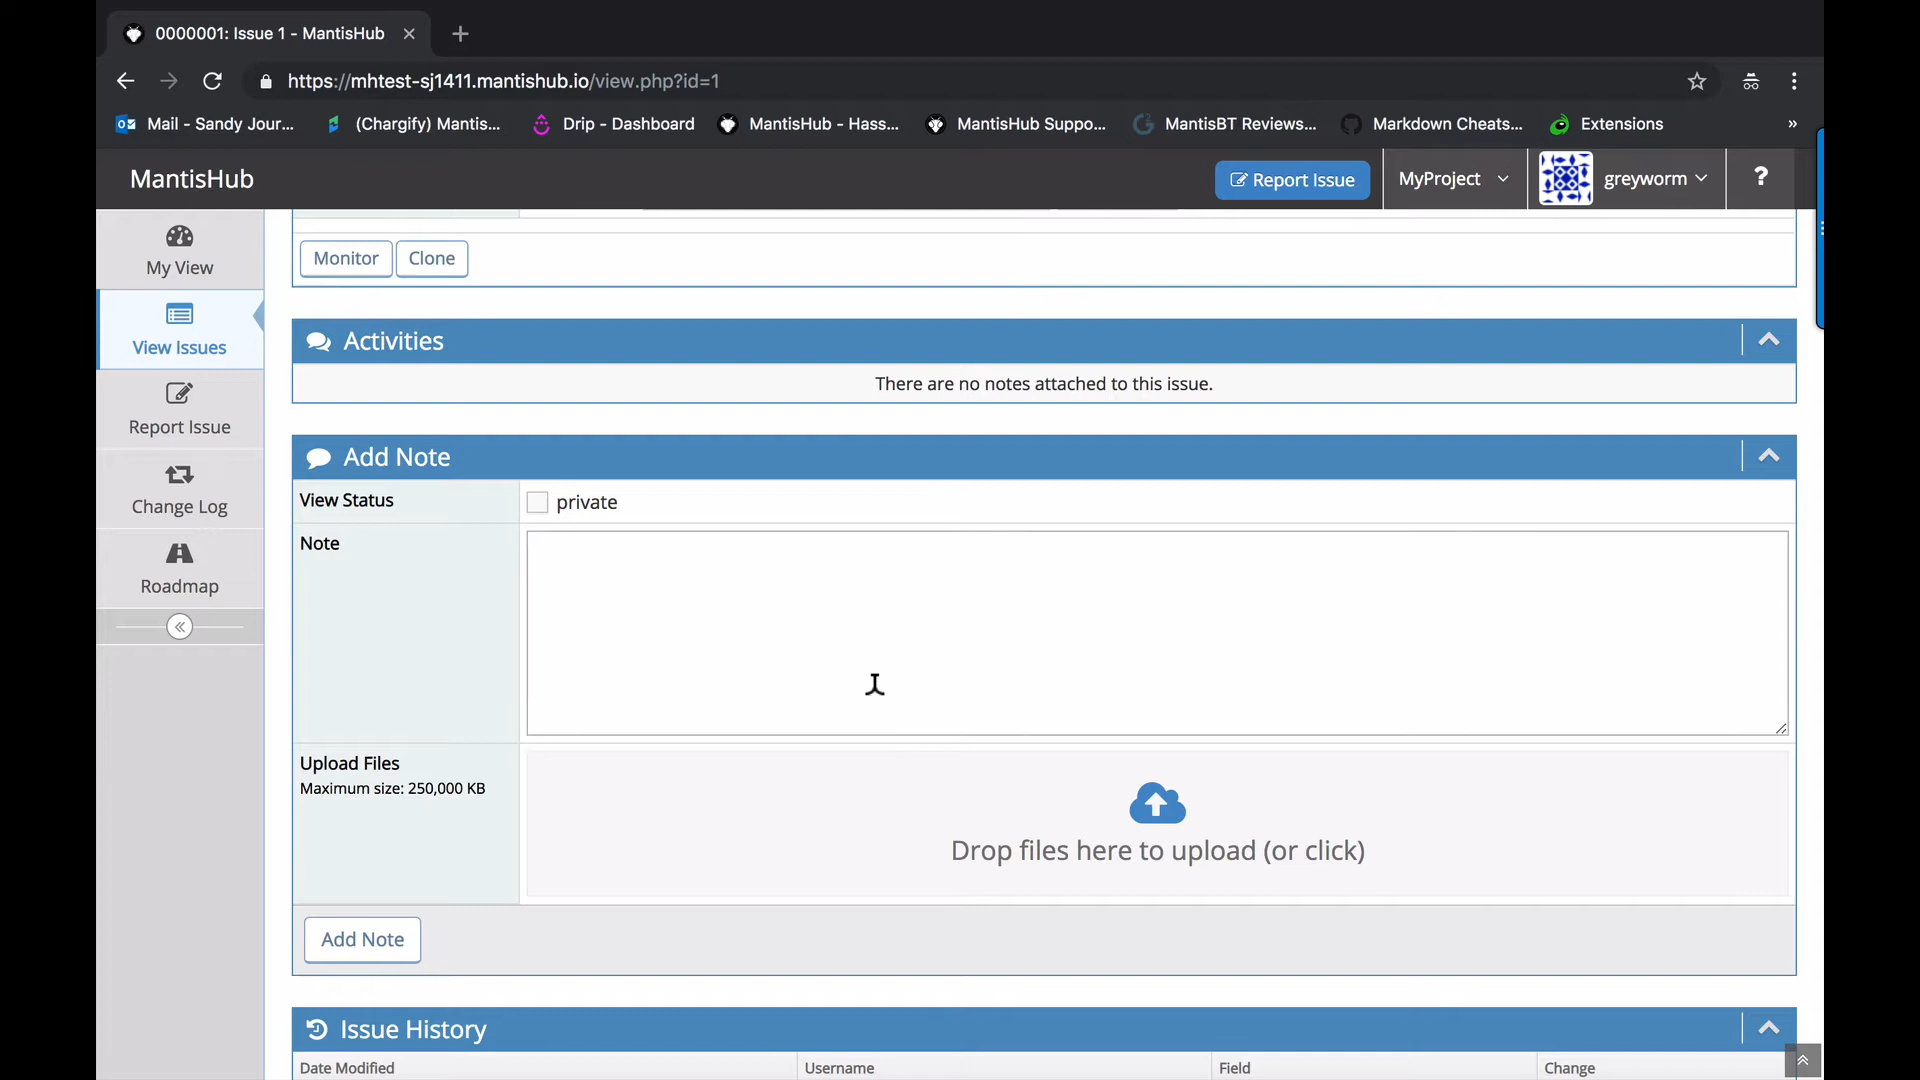 0000001: Issue 1 - MantisHub
https://mhtest-sj1411.mantishub.io/view.php?id=1
Mail - Sandy Jour... (Chargify) Mantis... Drip - Dashboard MantisHub - Hass... MantisHub Suppo... MantisBT Reviews... Markdown Cheats... Extensions »
MantisHub Report Issue MyProject greyworm ?
My View
View Issues
Report Issue
Change Log
Roadmap
Monitor Clone
Activities
There are no notes attached to this issue.
Add Note
View Status private
Note
Upload Files
Maximum size: 250,000 KB
Drop files here to upload (or click)
Add Note
Issue History
Date Modified Username Field Change